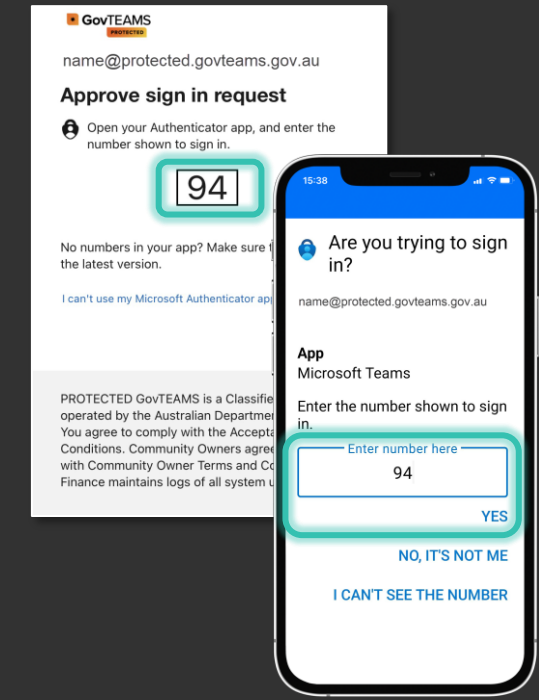 GovTEAMS
PROTECTED
name@protected.govteams.gov.au
Approve sign in request
Open your Authenticator app, and enter the
number shown to sign in.
94
No numbers in your app? Make sure
the latest version.
I can't use my Microsoft Authenticator
PROTECTED GovTEAMS is a
operated by the Australian
You agree to comply with the
Conditions. Community Owners
with Community Owner Terms and
Finance maintains logs of all system
15:38
Are you trying to sign
in?
name@protected.govteams.gov.au
App
Microsoft Teams
Enter the number shown to sign
in.
Enter number here
94
YES
NO, IT'S NOT ME
I CAN'T SEE THE NUMBER